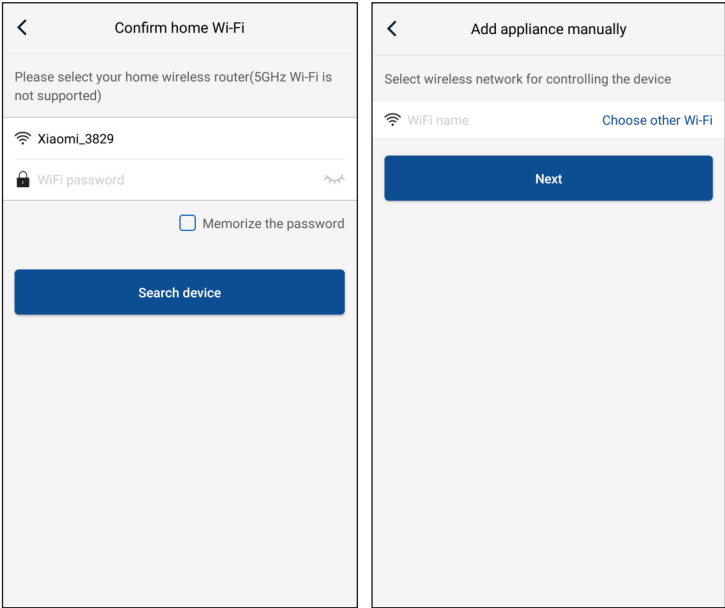 Confirm home Wi-Fi
Please select your home wireless router(5GHz Wi-Fi is
not supported)
Xiaomi_3829
WiFi password
Memorize the password
Search device
Add appliance manually
Select wireless network for controlling the device
WiFi name Choose other Wi-Fi
Next